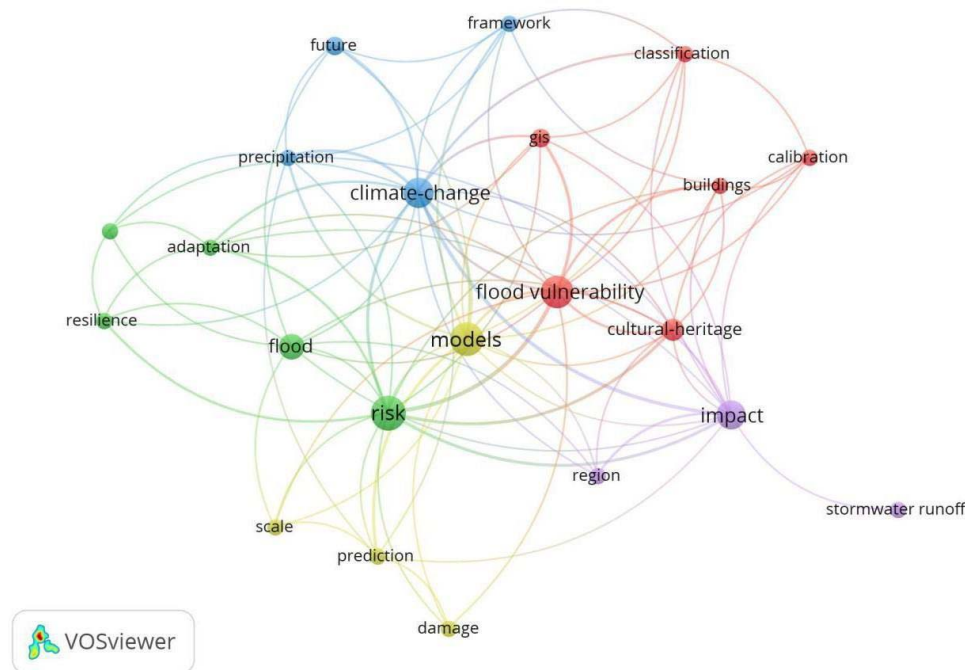 framework
future
classification
gis
precipitation
calibration
climate-change
buildings
adaptation
flood vulnerability
resilience
cultural-heritage
flood
models
risk
impact
region
stormwater runoff
scale
prediction
damage
VOSviewer